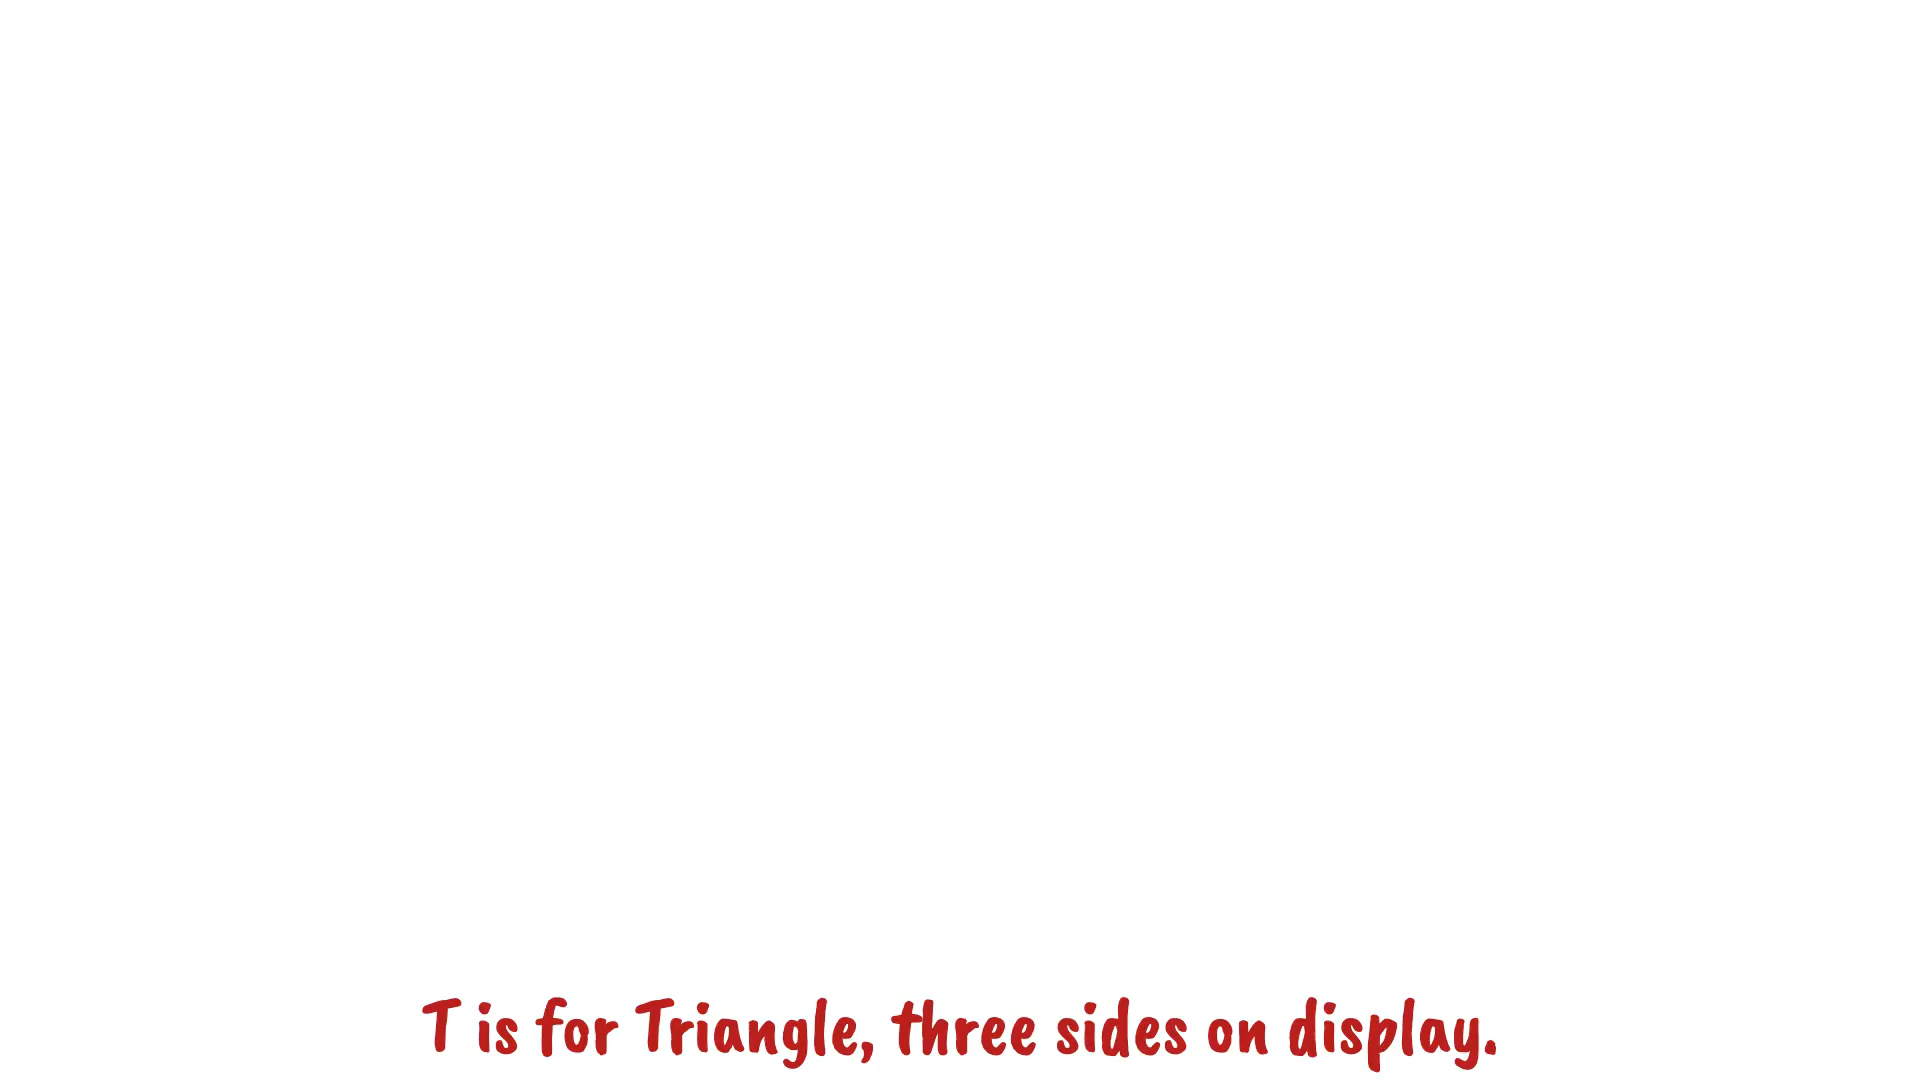 T is for Triangle, three sides on display.